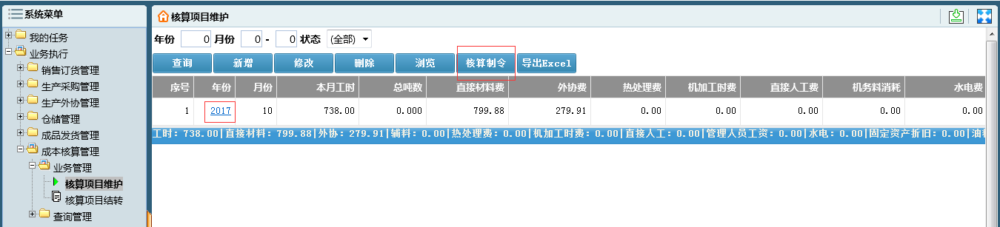 系统菜单
我的任务
业务执行
销售订货管理
生产采购管理
生产外协管理
仓储管理
成品发货管理
成本核算管理
业务管理
核算项目维护
核算项目结转
查询管理
核算项目维护
年份 0 月份 0 - 0 状态 (全部)
查询 新增 修改 删除 浏览 核算制令 导出Excel
序号 年份 月份 本月工时 总吨数 直接材料费 外协费 热处理费 机加工时费 直接人工费 机务料消耗 水电费
1 2017 10 738.00 0.000 799.88 279.91 0.00 0.00 0.00 0.00 0.00
工时: 738.00|直接材料: 799.88|外协: 279.91|辅料: 0.00|热处理费: 0.00|机加工时费: 0.00|直接人工: 0.00|管理人员工资: 0.00|水电: 0.00|固定资产折旧: 0.00|油